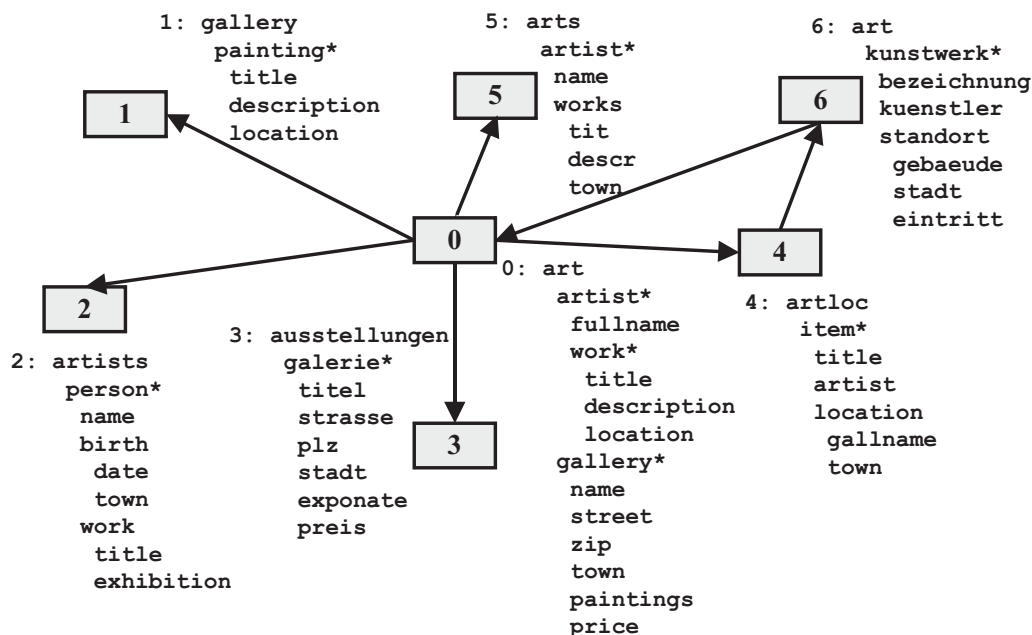 1: gallery
painting*
title
description
location
5: arts
artist*
name
works
tit
descr
town
6: art
kunstwerk*
bezeichnung
kuenstler
standort
gebaeude
stadt
eintritt
1
5
6
0
4
2
3
2: artists
person*
name
birth
date
town
work
title
exhibition
3: ausstellungen
galerie*
titel
strasse
plz
stadt
exponate
preis
0: art
artist*
fullname
work*
title
description
location
gallery*
name
street
zip
town
paintings
price
4: artloc
item*
title
artist
location
gallname
town